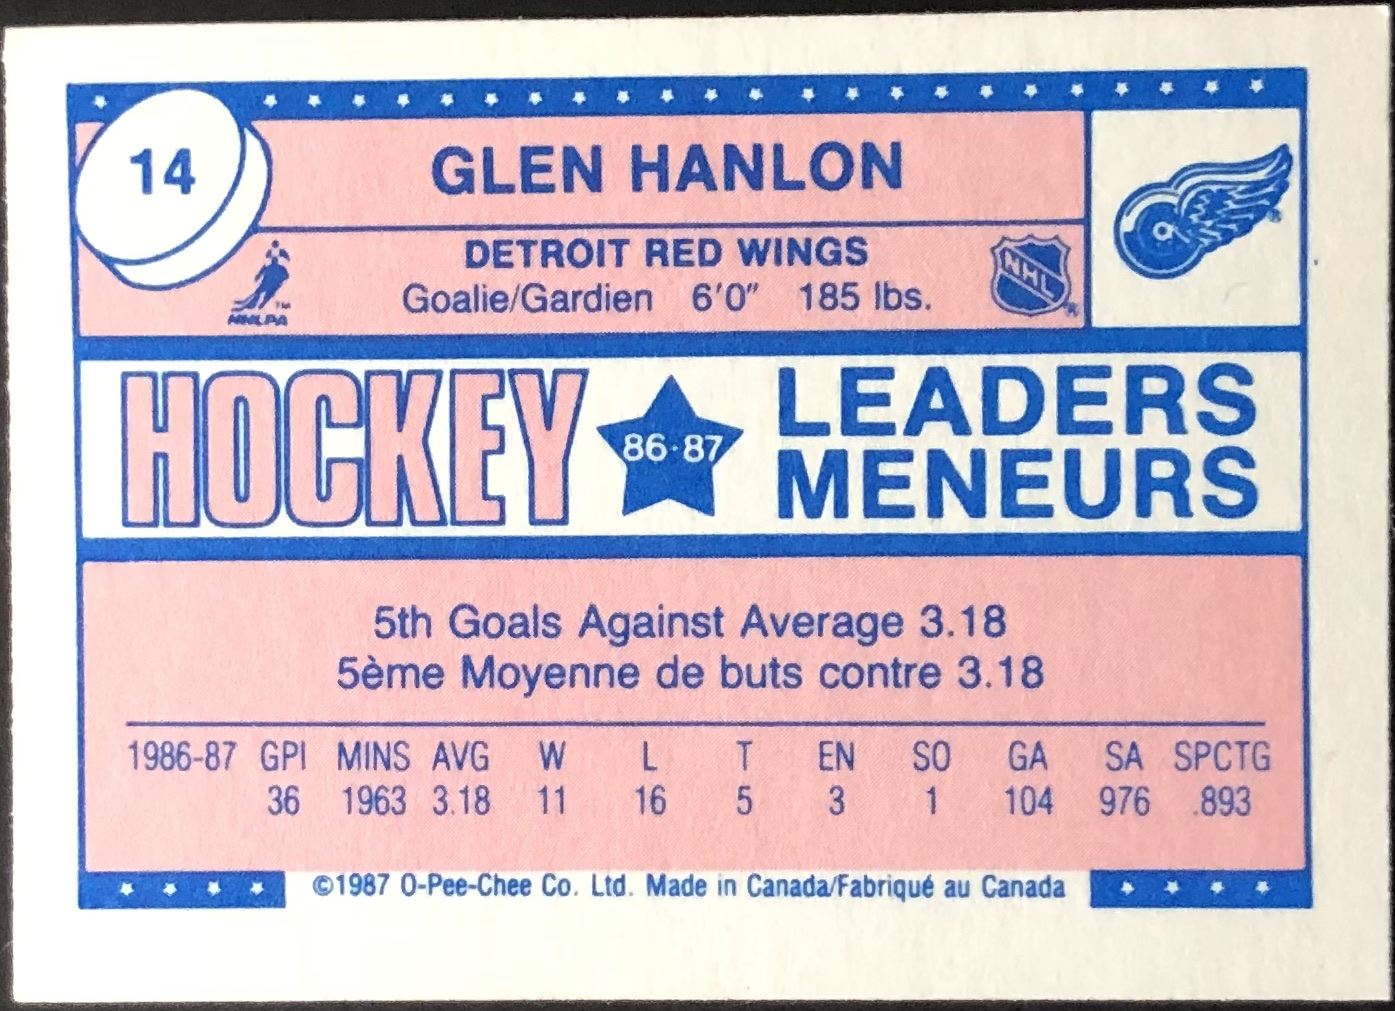 14
GLEN HANLON
DETROIT RED WINGS
Goalie/Gardien 6'0" 185 lbs.
TM
NHLPA
NHL
®
®
HOCKEY
86·87
LEADERS
MENEURS
5th Goals Against Average 3.18
5ème Moyenne de buts contre 3.18
1986-87 GPI MINS AVG W L T EN SO GA SA SPCTG
36 1963 3.18 11 16 5 3 1 104 976 .893
©1987 O-Pee-Chee Co. Ltd. Made in Canada/Fabriqué au Canada